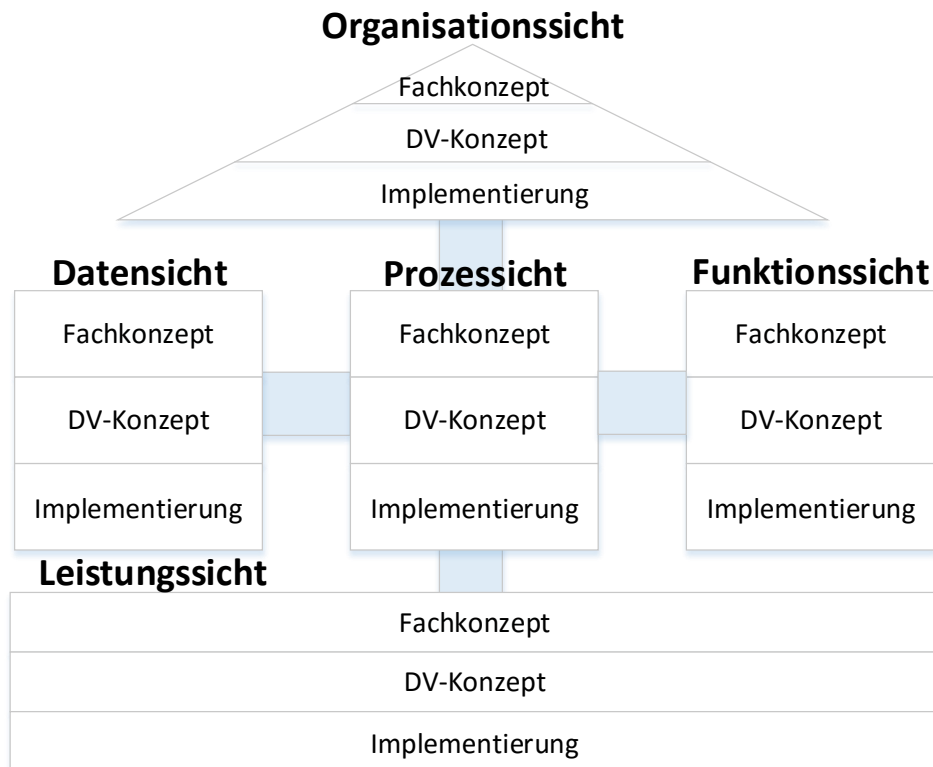 Organisationssicht
Fachkonzept
DV-Konzept
Implementierung
Datensicht
Prozessicht
Funktionssicht
Fachkonzept
Fachkonzept
Fachkonzept
DV-Konzept
DV-Konzept
DV-Konzept
Implementierung
Implementierung
Implementierung
Leistungssicht
Fachkonzept
DV-Konzept
Implementierung